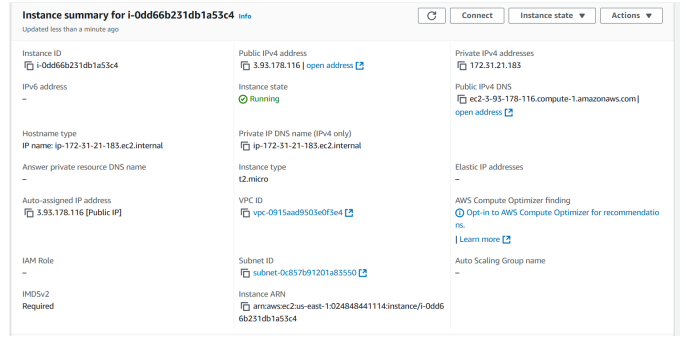 Instance summary for i-0dd66b231db1a53c4 Info
Connect
Instance state ▼
Actions ▼
Updated less than a minute ago
Instance ID
i-0dd66b231db1a53c4
Public IPv4 address
3.93.178.116 | open address
Private IPv4 addresses
172.31.21.183
IPv6 address
–
Instance state
Running
Public IPv4 DNS
ec2-3-93-178-116.compute-1.amazonaws.com |
open address
Hostname type
IP name: ip-172-31-21-183.ec2.internal
Private IP DNS name (IPv4 only)
ip-172-31-21-183.ec2.internal
Answer private resource DNS name
–
Instance type
t2.micro
Elastic IP addresses
–
Auto-assigned IP address
3.93.178.116 [Public IP]
VPC ID
vpc-0915aad9503e0f3e4
AWS Compute Optimizer finding
Opt-in to AWS Compute Optimizer for recommendatio
ns.
| Learn more
IAM Role
–
Subnet ID
subnet-0c857b91201a83550
Auto Scaling Group name
–
IMDSv2
Required
Instance ARN
arn:aws:ec2:us-east-1:024848441114:instance/i-0dd6
6b231db1a53c4